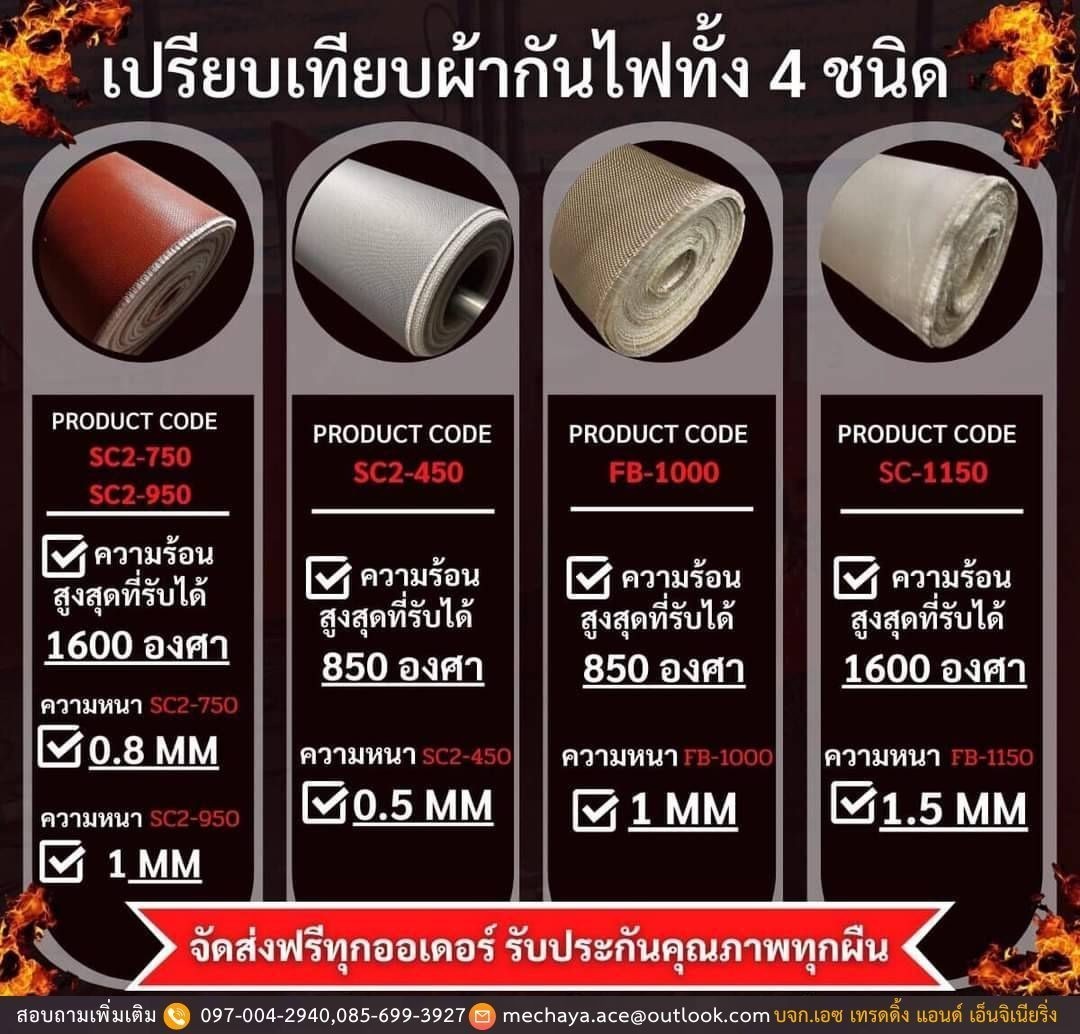 เปรียบเทียบผ้ากันไฟทั้ง 4 ชนิด
PRODUCT CODE
SC2-750
SC2-950
ความร้อน
สูงสุดที่รับได้
1600 องศา
ความหนา SC2-750
0.8 MM
ความหนา SC2-950
1 MM
PRODUCT CODE
SC2-450
ความร้อน
สูงสุดที่รับได้
850 องศา
ความหนา SC2-450
0.5 MM
PRODUCT CODE
FB-1000
ความร้อน
สูงสุดที่รับได้
850 องศา
ความหนา FB-1000
1 MM
PRODUCT CODE
SC-1150
ความร้อน
สูงสุดที่รับได้
1600 องศา
ความหนา FB-1150
1.5 MM
จัดส่งฟรีทุกออเดอร์ รับประกันคุณภาพทุกผืน
สอบถามเพิ่มเติม 097-004-2940,085-699-3927 mechaya.ace@outlook.com บจก.เอซ เทรดดิ้ง แอนด์ เอ็นจิเนียริ่ง